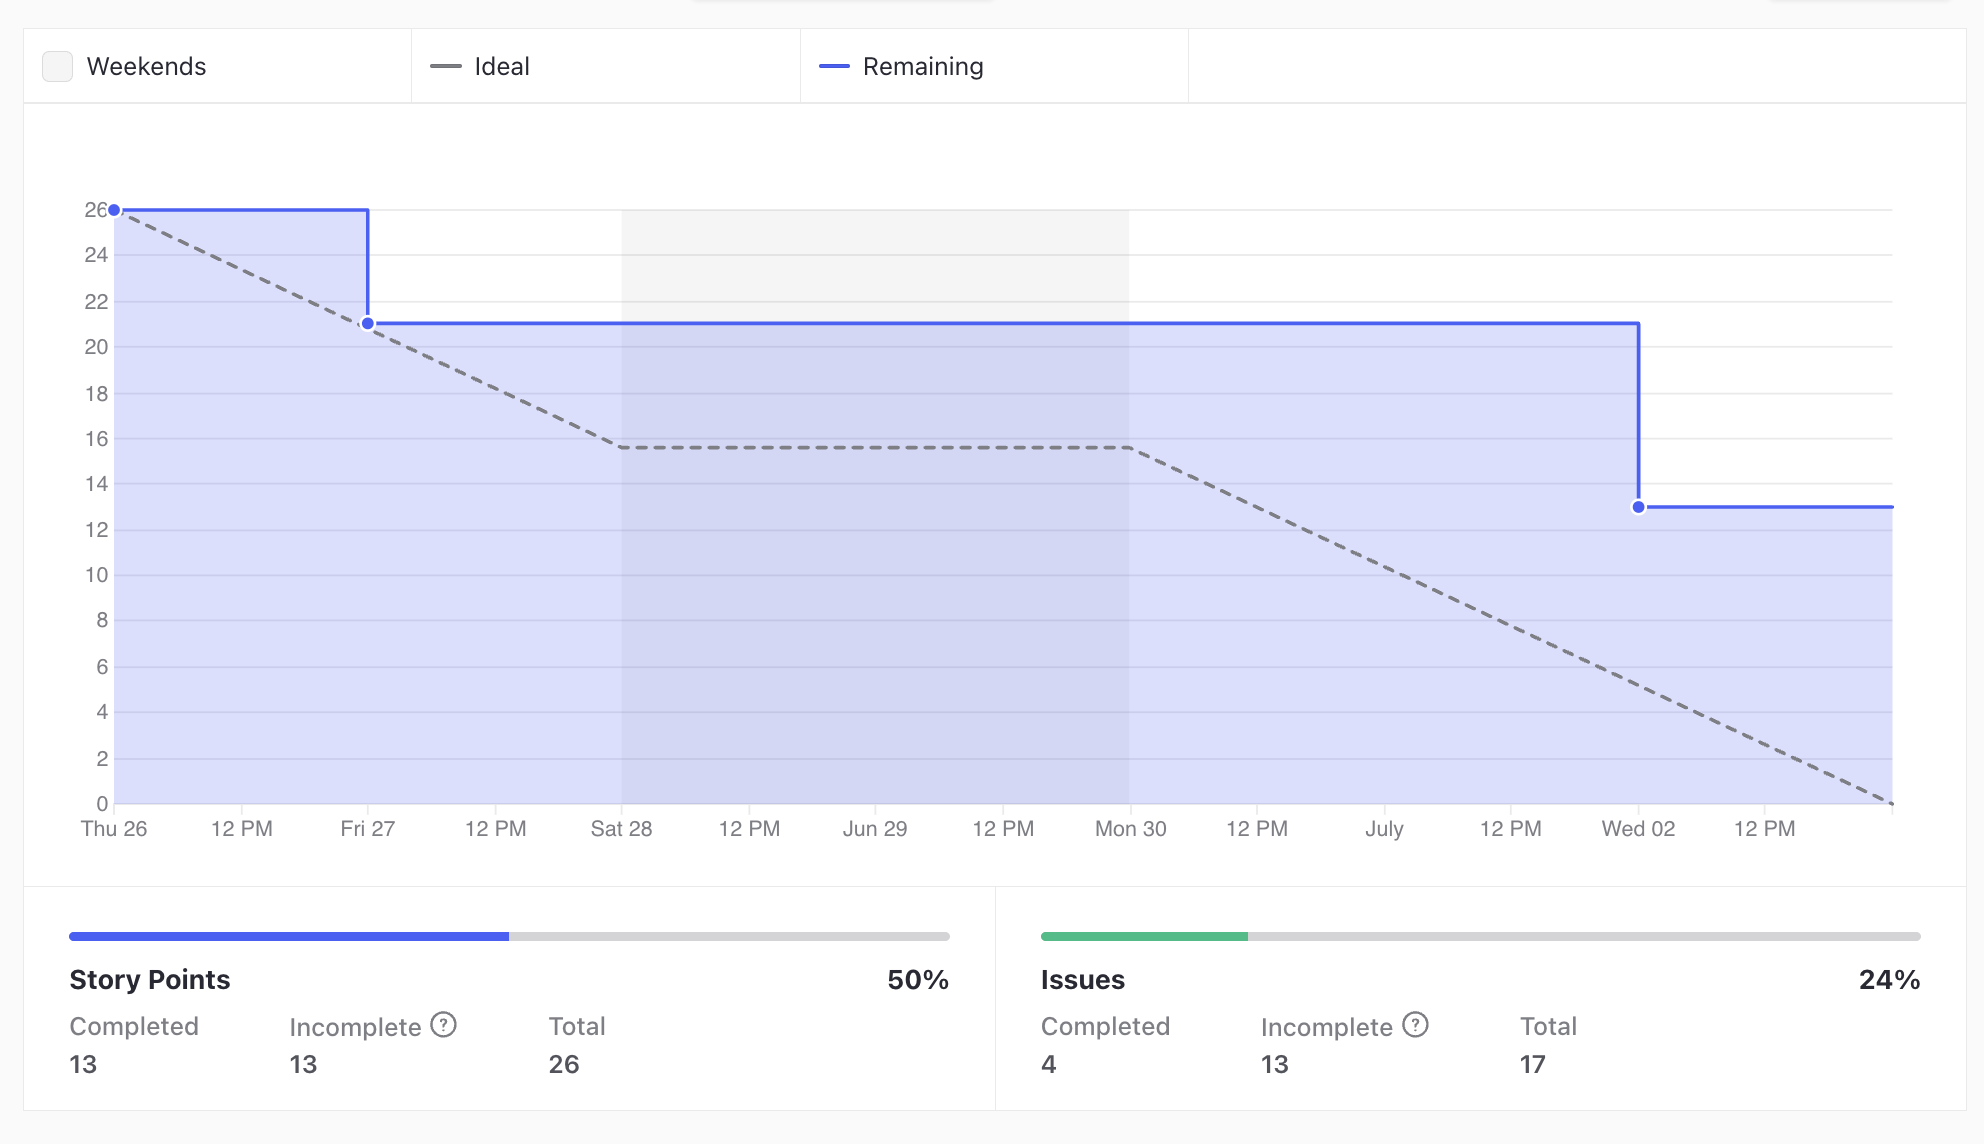 Weekends Ideal Remaining
26
24
22
20
18
16
14
12
10
8
6
4
2
0
Thu 26 12 PM Fri 27 12 PM Sat 28 12 PM Jun 29 12 PM Mon 30 12 PM July 12 PM Wed 02 12 PM
Story Points 50%
Completed Incomplete ? Total
13 13 26
Issues 24%
Completed Incomplete ? Total
4 13 17